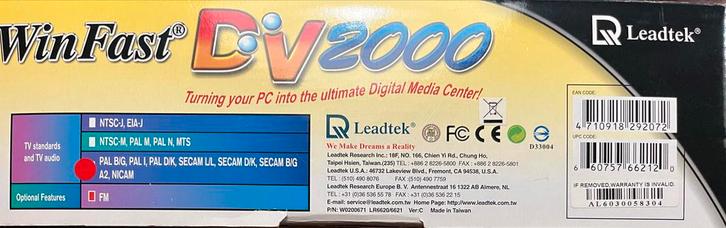 WinFast® DV2000
Leadtek®
Turning your PC into the ultimate Digital Media Center!
TV standards
and TV audio
NTSC-J, EIA-J
NTSC-M, PAL M, PAL N, MTS
PAL B/G, PAL I, PAL D/K, SECAM L/L, SECAM D/K, SECAM B/G
A2, NICAM
Optional Features
FM
Leadtek®
We Make Dreams a Reality
Leadtek Research Inc.: 18F, NO. 166, Chien Yi Rd., Chung Ho,
Taipei Hsien, Taiwan.(235) TEL : +886 2 8226-5800 FAX : +886 2 8226-5801
Leadtek U.S.A.: 46732 Lakeview Blvd., Fremont, CA 94538, U.S.A.
TEL : (510) 490 8076 FAX :(510) 490 7759
Leadtek Research Europe B. V. Antennestraat 16 1322 AB Almere, NL
TEL : +31 (0)36 536 55 78 FAX : +31 (0)36 536 22 15
E-mail: service@leadtek.com.tw Home Page: http://www.leadtek.com.tw
P/N: W0200671 LR6620/6621 Ver:C Made in Taiwan
FC CE
D33004
EAN CODE:
4 710918 292072
UPC CODE:
6 60757 66212 0
IF REMOVED,WARRANTY IS INVALID.
AL6030058304